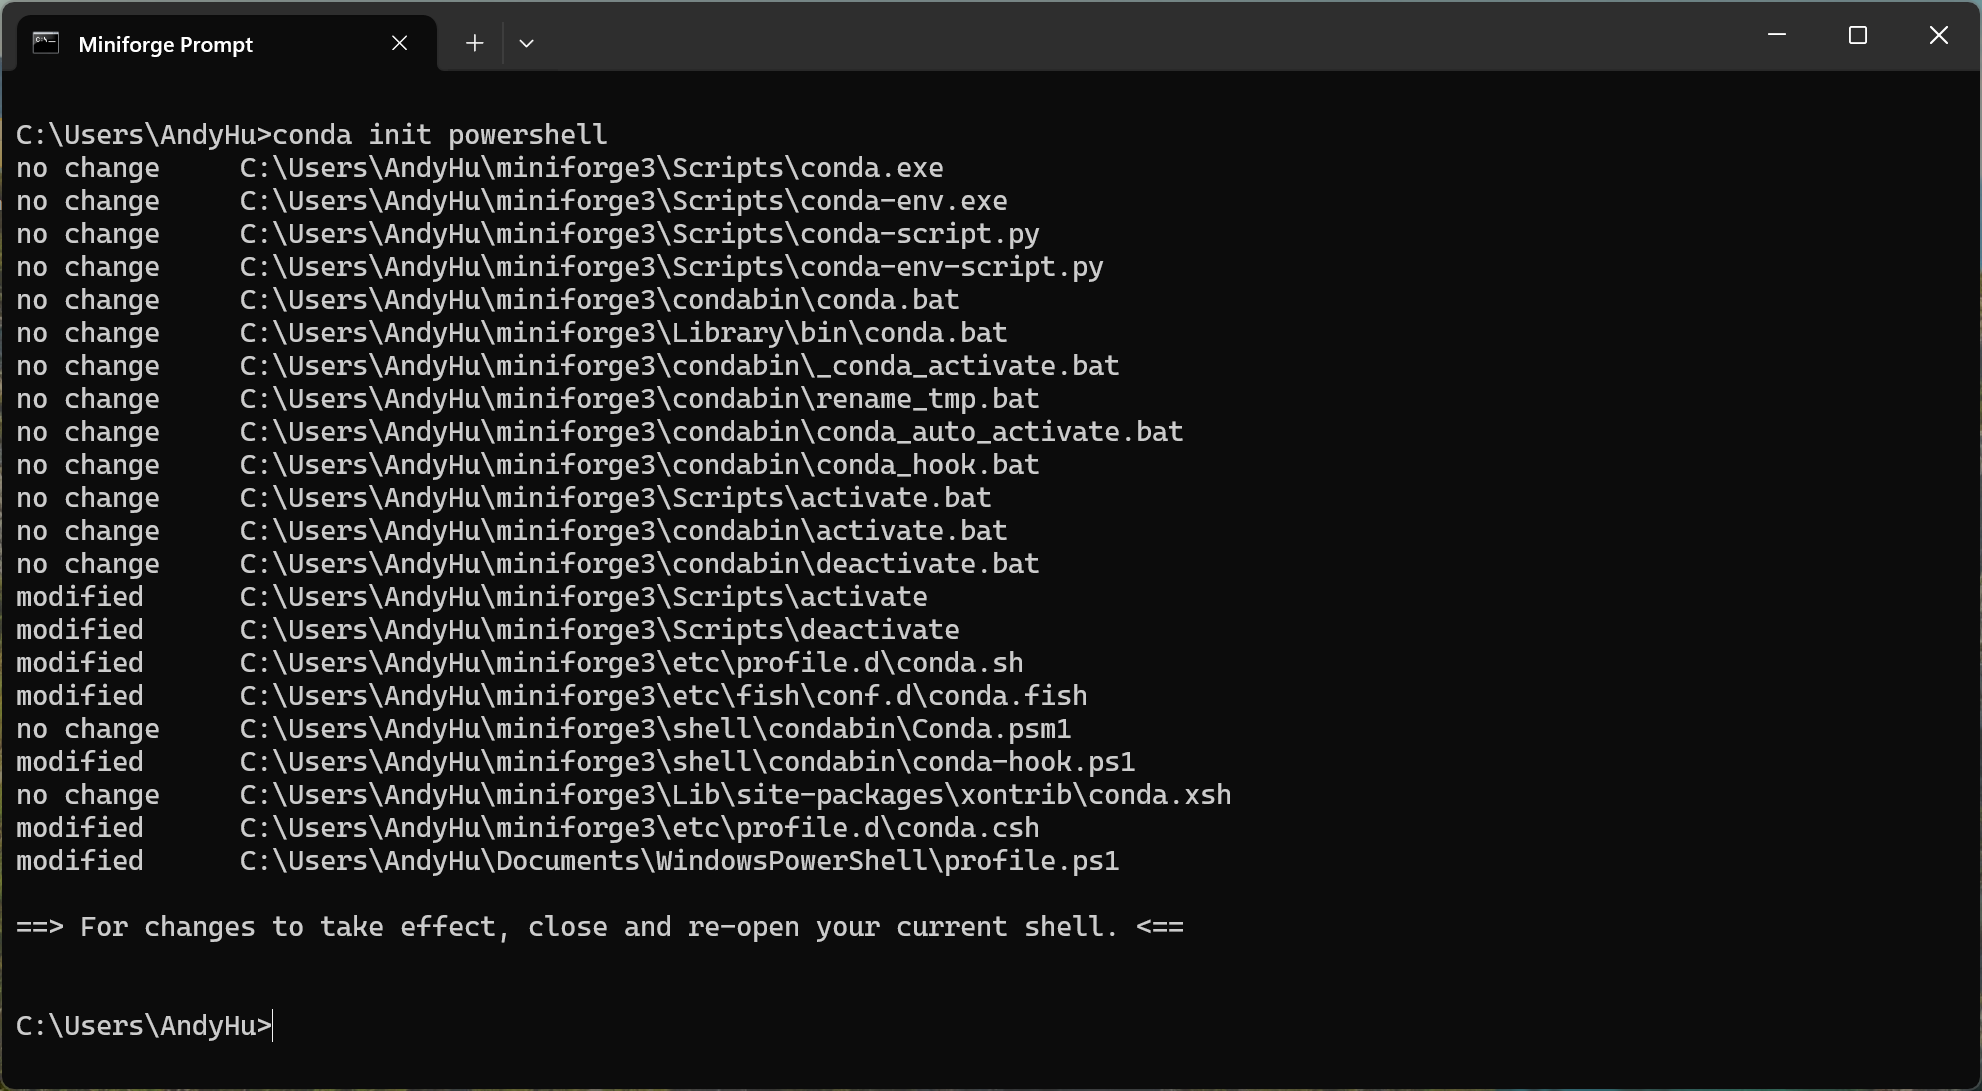 Miniforge Prompt
C:\Users\AndyHu>conda init powershell
no change     C:\Users\AndyHu\miniforge3\Scripts\conda.exe
no change     C:\Users\AndyHu\miniforge3\Scripts\conda-env.exe
no change     C:\Users\AndyHu\miniforge3\Scripts\conda-script.py
no change     C:\Users\AndyHu\miniforge3\Scripts\conda-env-script.py
no change     C:\Users\AndyHu\miniforge3\condabin\conda.bat
no change     C:\Users\AndyHu\miniforge3\Library\bin\conda.bat
no change     C:\Users\AndyHu\miniforge3\condabin\_conda_activate.bat
no change     C:\Users\AndyHu\miniforge3\condabin\rename_tmp.bat
no change     C:\Users\AndyHu\miniforge3\condabin\conda_auto_activate.bat
no change     C:\Users\AndyHu\miniforge3\condabin\conda_hook.bat
no change     C:\Users\AndyHu\miniforge3\Scripts\activate.bat
no change     C:\Users\AndyHu\miniforge3\condabin\activate.bat
no change     C:\Users\AndyHu\miniforge3\condabin\deactivate.bat
modified      C:\Users\AndyHu\miniforge3\Scripts\activate
modified      C:\Users\AndyHu\miniforge3\Scripts\deactivate
modified      C:\Users\AndyHu\miniforge3\etc\profile.d\conda.sh
modified      C:\Users\AndyHu\miniforge3\etc\fish\conf.d\conda.fish
no change     C:\Users\AndyHu\miniforge3\shell\condabin\Conda.psm1
modified      C:\Users\AndyHu\miniforge3\shell\condabin\conda-hook.ps1
no change     C:\Users\AndyHu\miniforge3\Lib\site-packages\xontrib\conda.xsh
modified      C:\Users\AndyHu\miniforge3\etc\profile.d\conda.csh
modified      C:\Users\AndyHu\Documents\WindowsPowerShell\profile.ps1
==> For changes to take effect, close and re-open your current shell. <==
C:\Users\AndyHu>